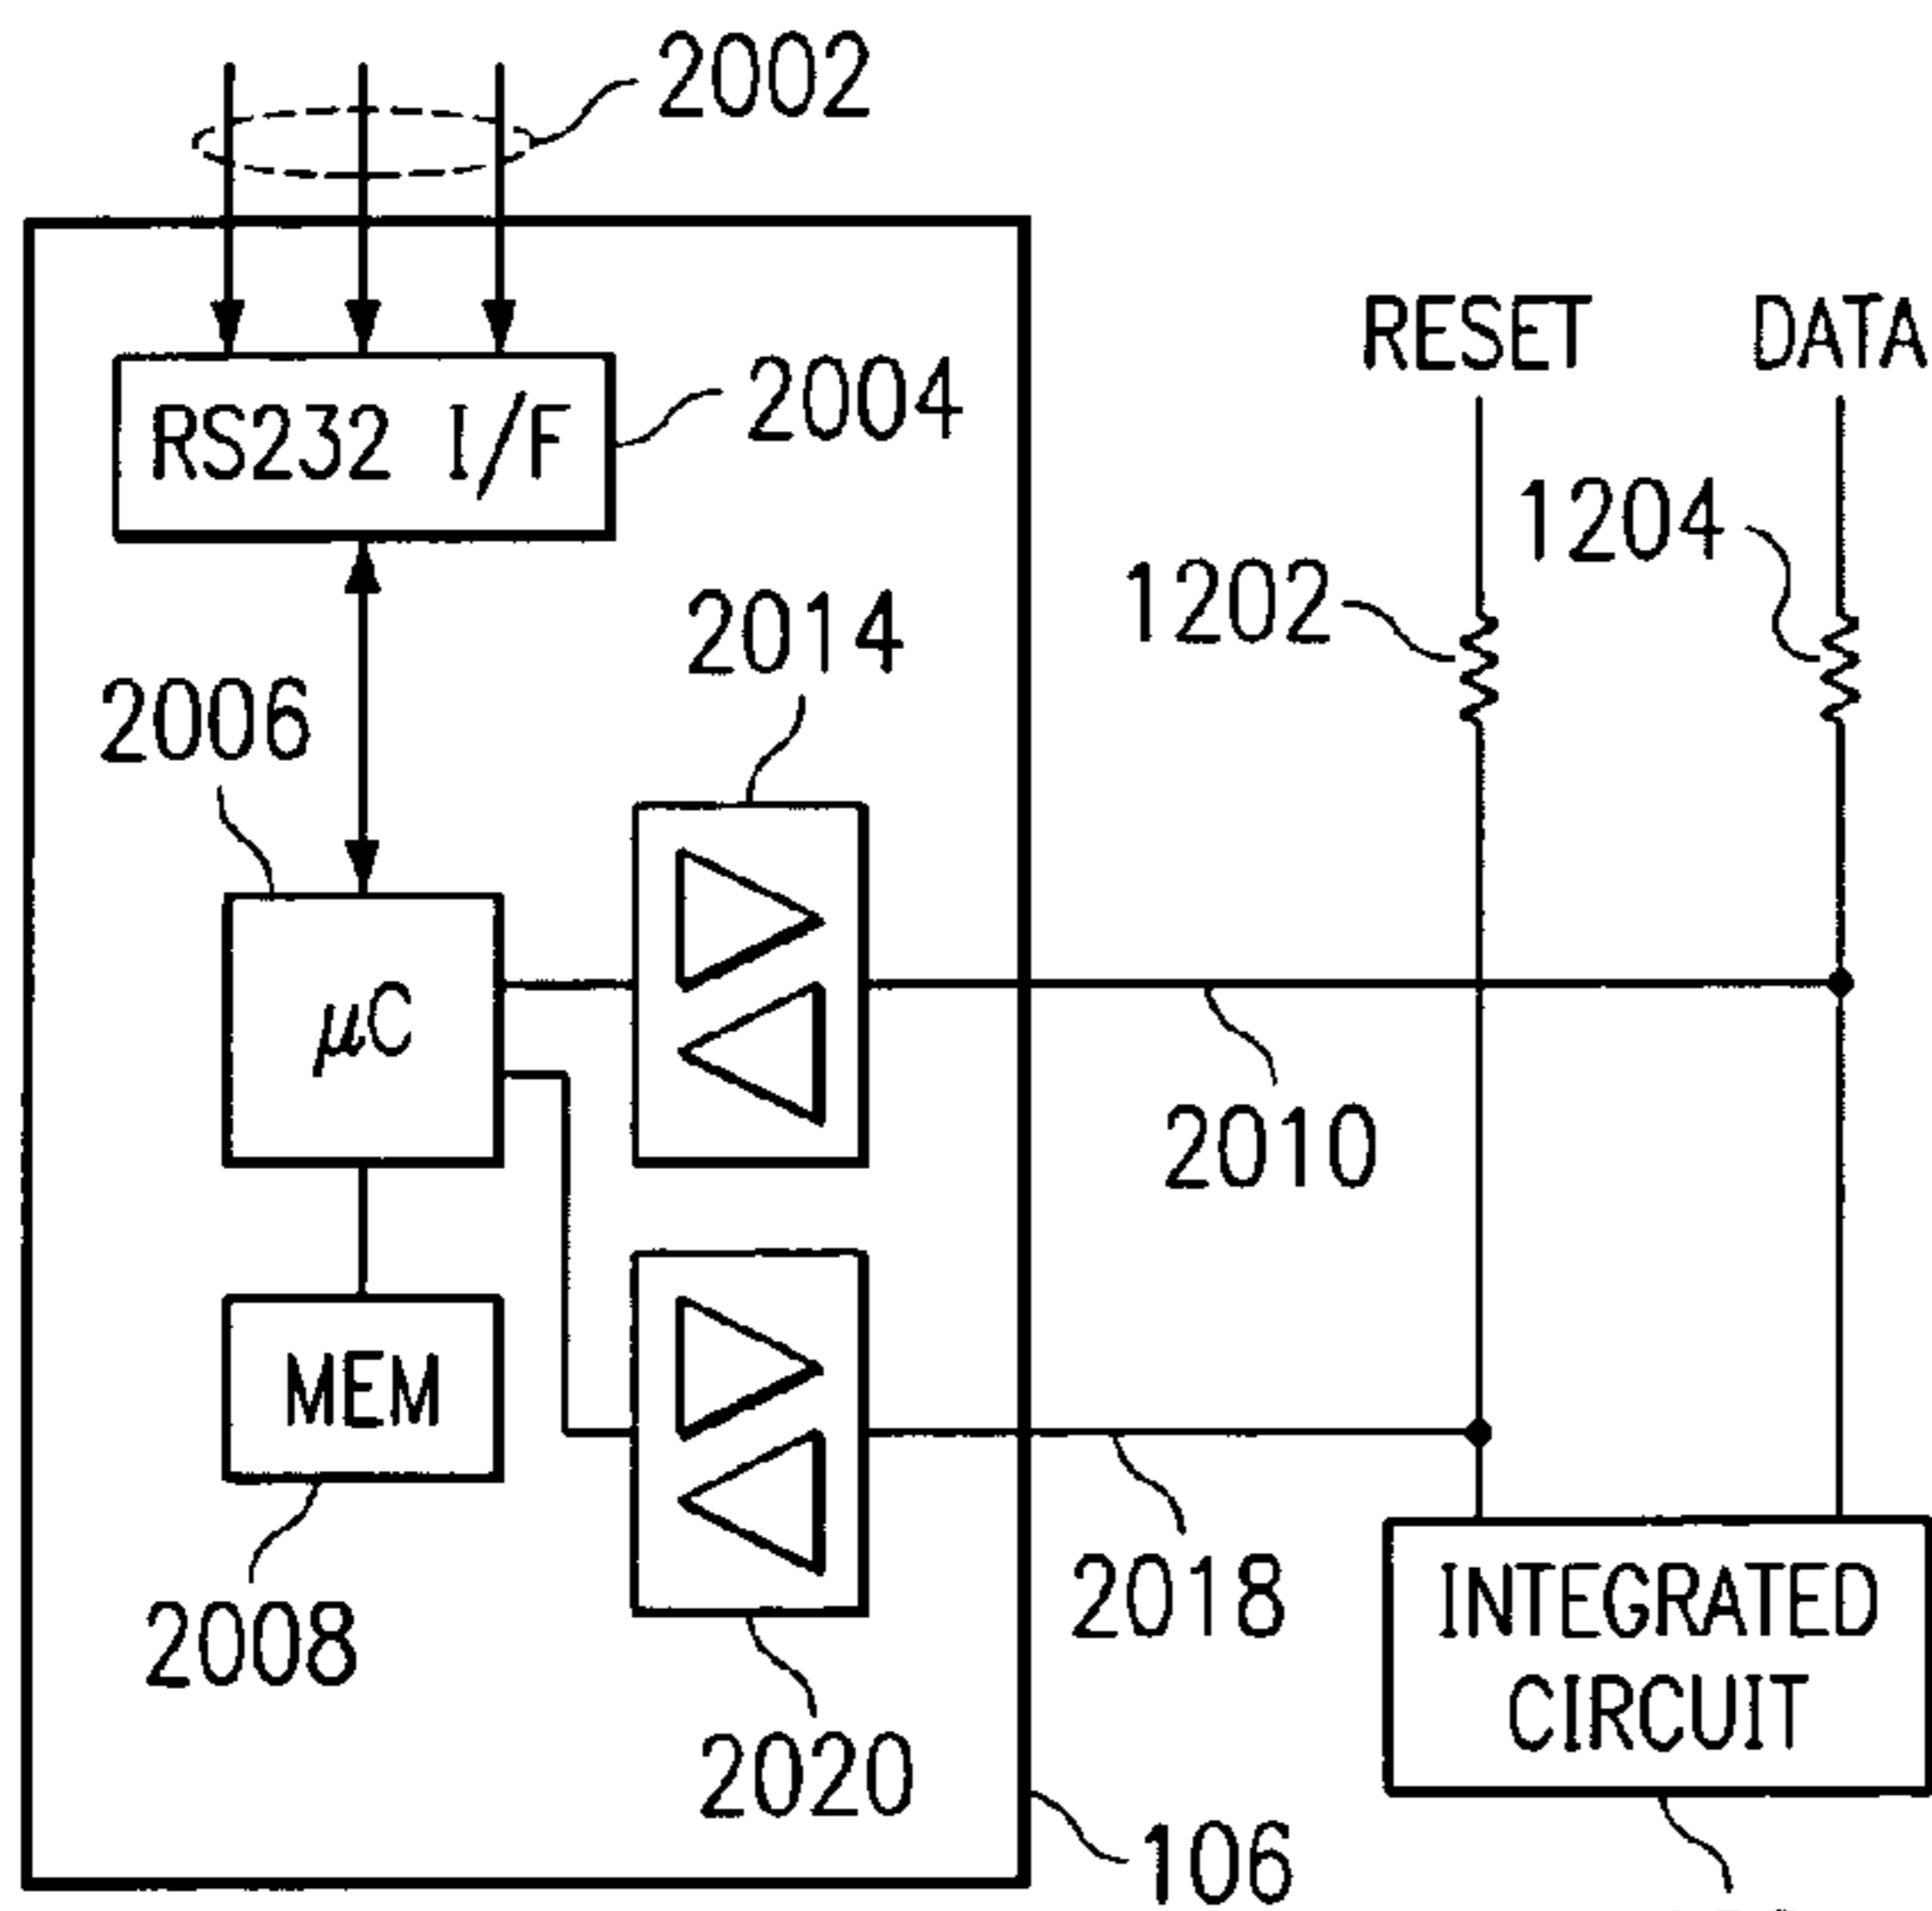 2002
RS232 I/F
2004
RESET
DATA
1202
1204
2014
2006
μC
2010
MEM
2008
2018
2020
INTEGRATED
CIRCUIT
106